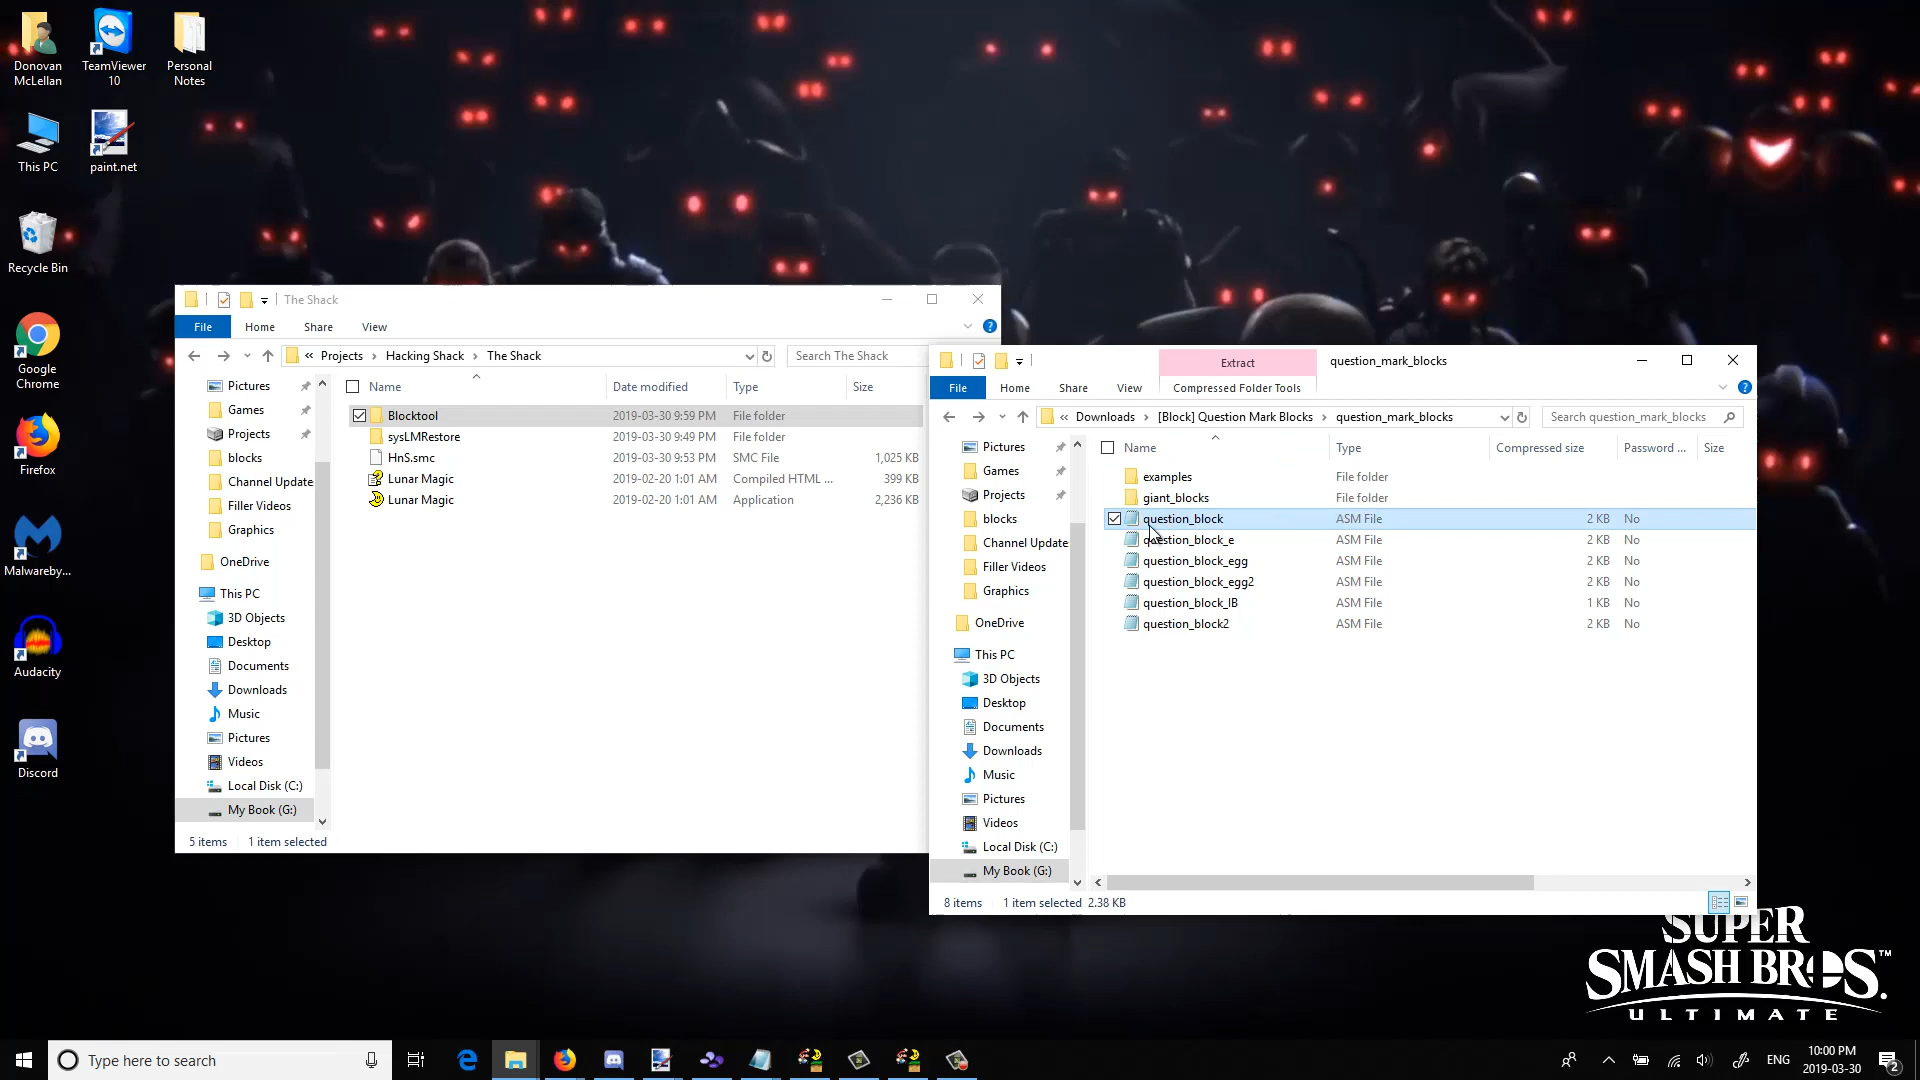 Donovan McLellan
TeamViewer 10
Personal Notes
This PC
paint.net
Recycle Bin
Google Chrome
Firefox
Malwareby...
Audacity
Discord
The Shack
File Home Share View
« Projects › Hacking Shack › The Shack
Search The Shack
Name Date modified Type Size
Pictures
Games
Projects
blocks
Channel Update
Filler Videos
Graphics
OneDrive
This PC
3D Objects
Desktop
Documents
Downloads
Music
Pictures
Videos
Local Disk (C:)
My Book (G:)
Blocktool 2019-03-30 9:59 PM File folder
sysLMRestore 2019-03-30 9:49 PM File folder
HnS.smc 2019-03-30 9:53 PM SMC File 1,025 KB
Lunar Magic 2019-02-20 1:01 AM Compiled HTML ... 399 KB
Lunar Magic 2019-02-20 1:01 AM Application 2,236 KB
5 items 1 item selected
Extract question_mark_blocks
File Home Share View Compressed Folder Tools
« Downloads › [Block] Question Mark Blocks › question_mark_blocks
Search question_mark_blocks
Name Type Compressed size Password ... Size
Pictures
Games
Projects
blocks
Channel Update
Filler Videos
Graphics
OneDrive
This PC
3D Objects
Desktop
Documents
Downloads
Music
Pictures
Videos
Local Disk (C:)
My Book (G:)
examples File folder
giant_blocks File folder
question_block ASM File 2 KB No
question_block_e ASM File 2 KB No
question_block_egg ASM File 2 KB No
question_block_egg2 ASM File 2 KB No
question_block_lB ASM File 1 KB No
question_block2 ASM File 2 KB No
8 items 1 item selected 2.38 KB
SUPER
SMASH BROS.™
ULTIMATE
Type here to search
ENG
10:00 PM
2019-03-30
2